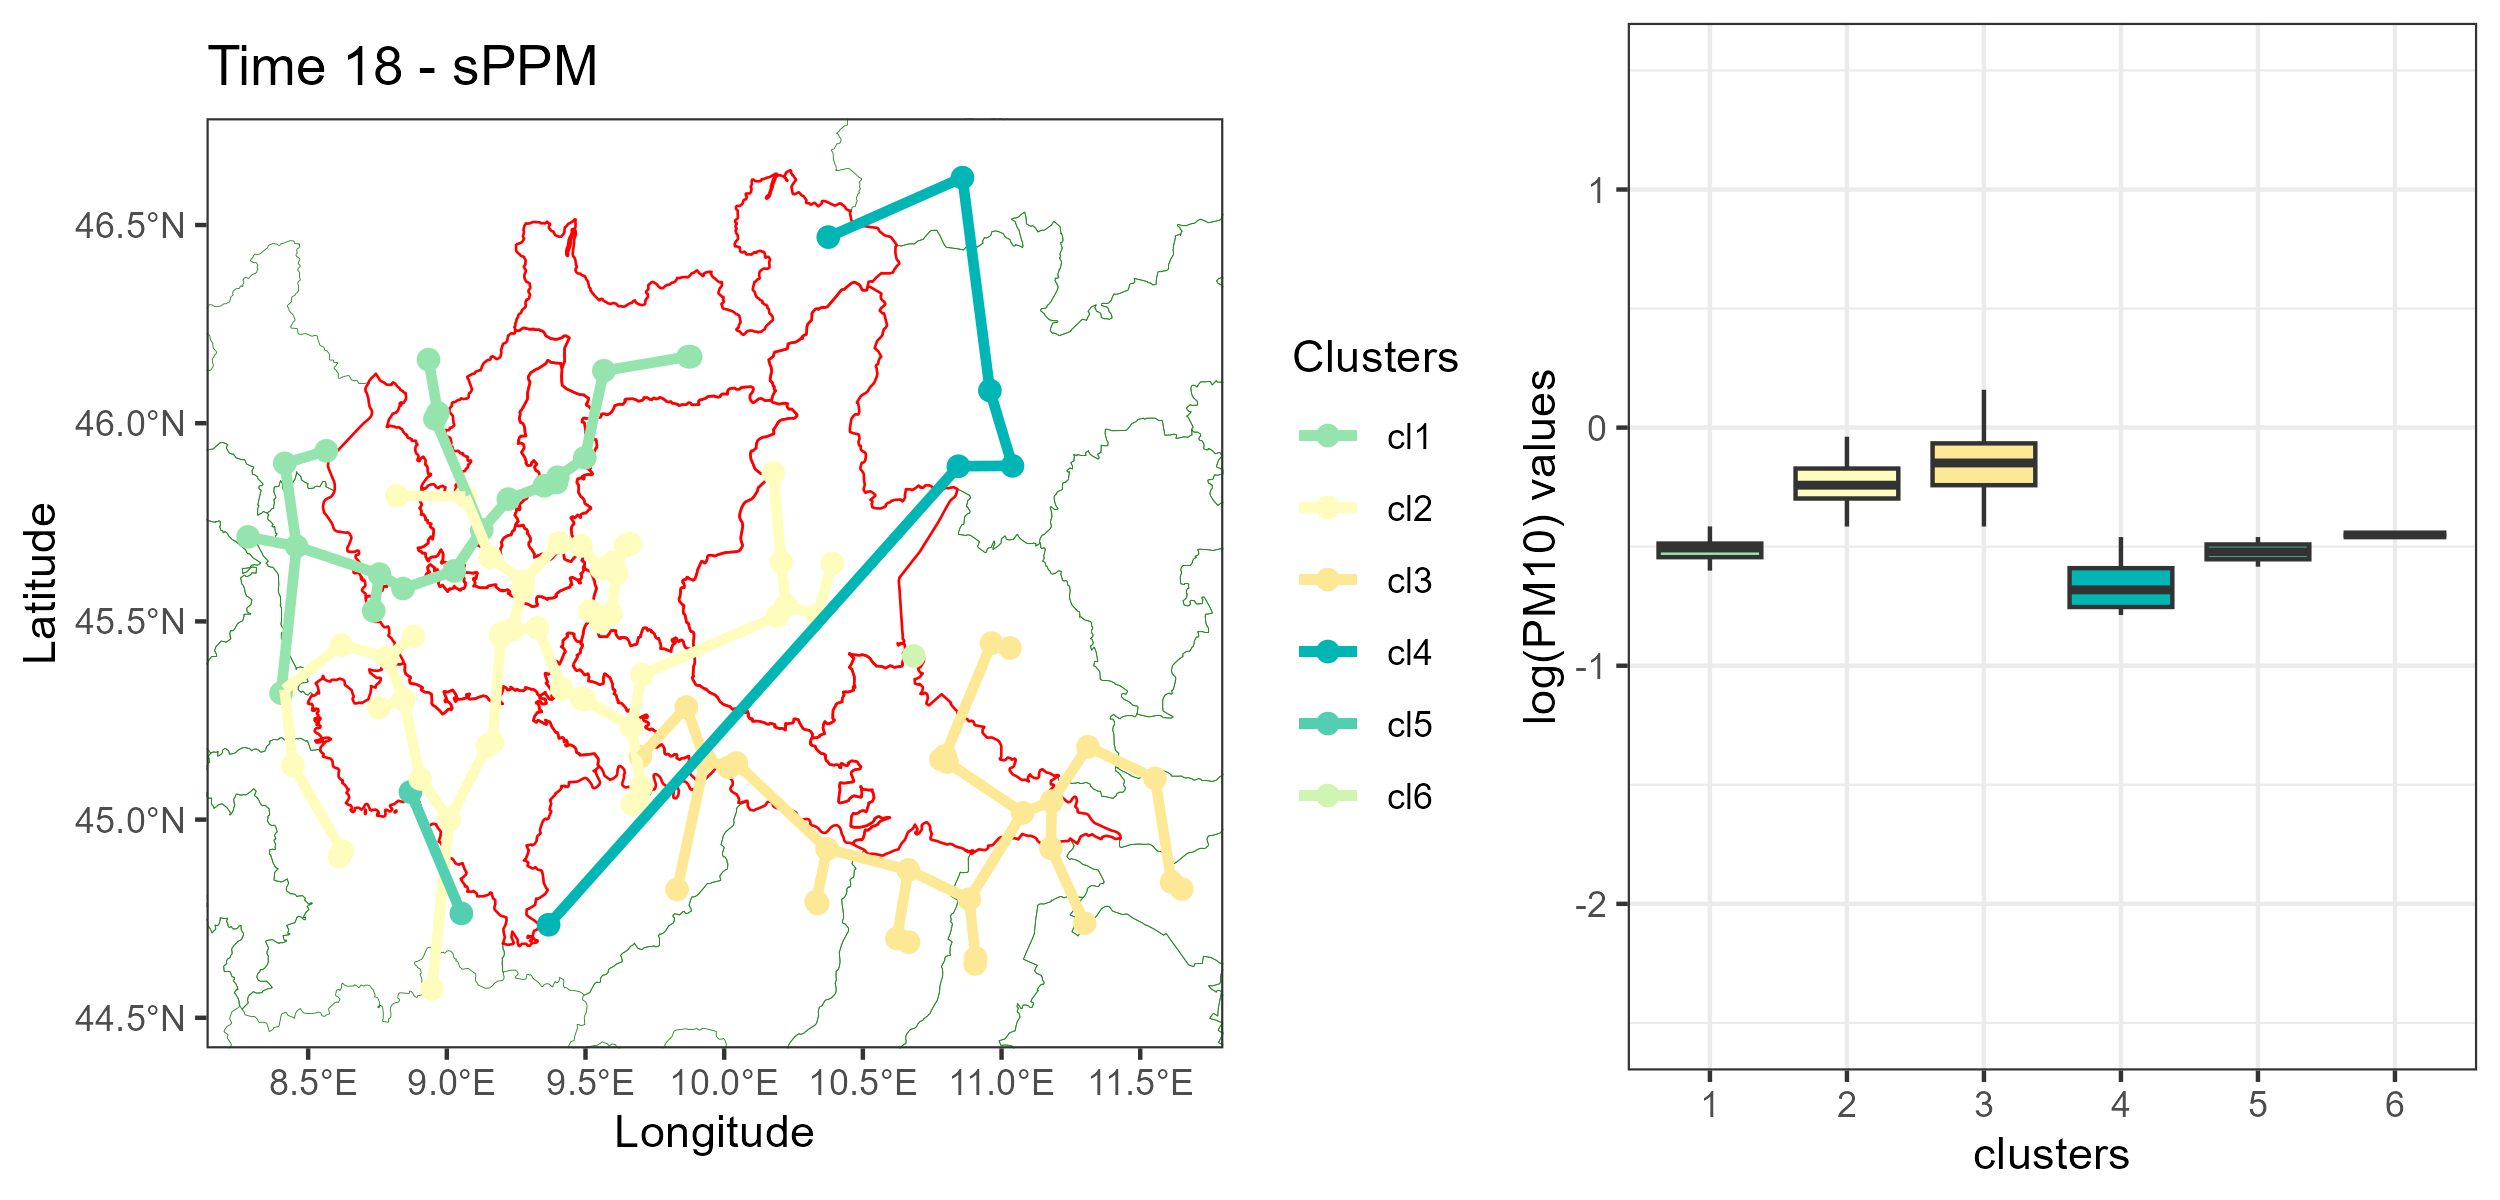 Time 18 - sPPM
Latitude
46.5°N
46.0°N
45.5°N
45.0°N
44.5°N
8.5°E 9.0°E 9.5°E 10.0°E 10.5°E 11.0°E 11.5°E
Longitude
Clusters
cl1
cl2
cl3
cl4
cl5
cl6
log(PM10) values
1
0
-1
-2
1 2 3 4 5 6
clusters